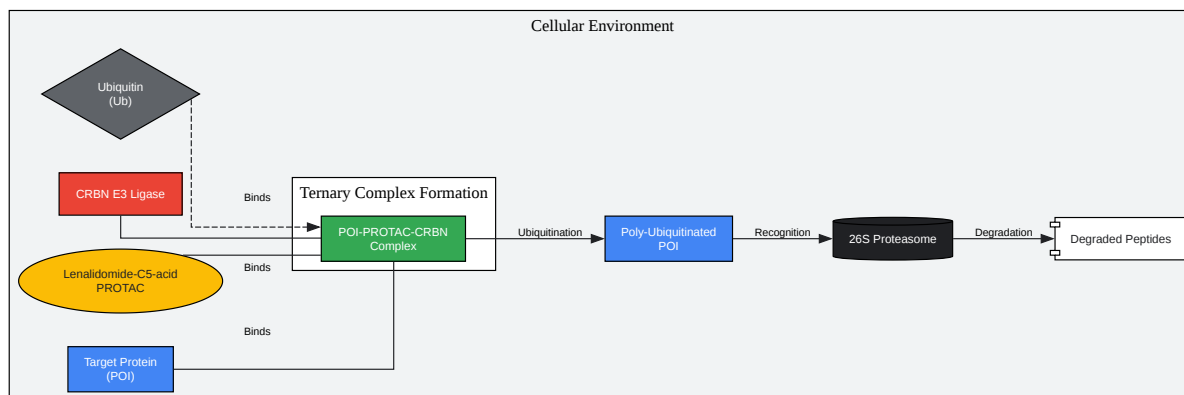 Cellular Environment
Ubiquitin
(Ub)
CRBN E3 Ligase
Binds
Ternary Complex Formation
POI-PROTAC-CRBN
Complex
Ubiquitination
Poly-Ubiquitinated
POI
Recognition
26S Proteasome
Degradation
Degraded Peptides
Lenalidomide-C5-acid
PROTAC
Binds
Binds
Target Protein
(POI)